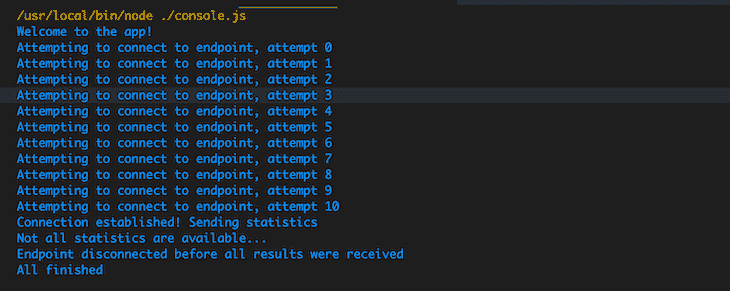 /usr/local/bin/node ./console.js
Welcome to the app!
Attempting to connect to endpoint, attempt 0
Attempting to connect to endpoint, attempt 1
Attempting to connect to endpoint, attempt 2
Attempting to connect to endpoint, attempt 3
Attempting to connect to endpoint, attempt 4
Attempting to connect to endpoint, attempt 5
Attempting to connect to endpoint, attempt 6
Attempting to connect to endpoint, attempt 7
Attempting to connect to endpoint, attempt 8
Attempting to connect to endpoint, attempt 9
Attempting to connect to endpoint, attempt 10
Connection established! Sending statistics
Not all statistics are available...
Endpoint disconnected before all results were received
All finished